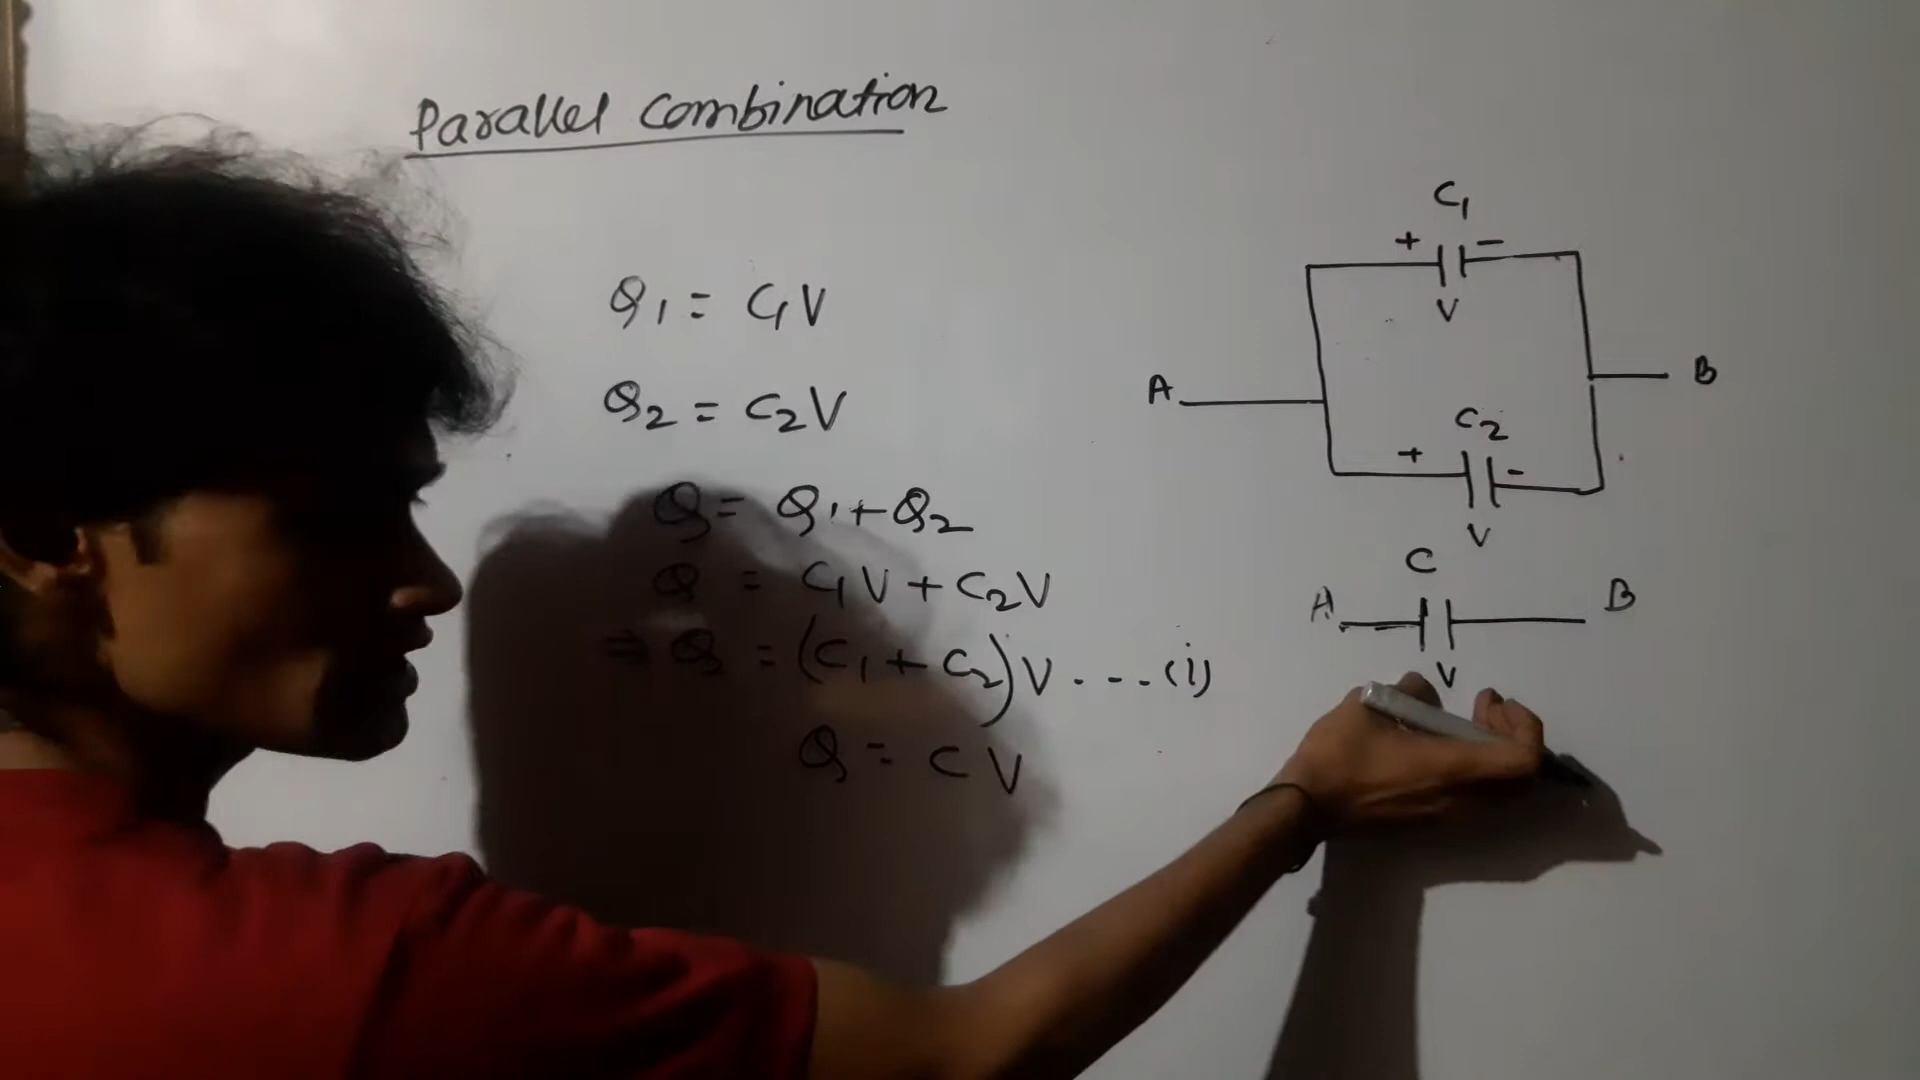 Parallel Combination
Q1 = C1V
Q2 = C2V
Q = Q1 + Q2
Q = C1V + C2V
⇒ Q = (C1 + C2)V ....(i)
Q = CV
C1
+ -
V
A B
C2
+ -
V
C
A B
V